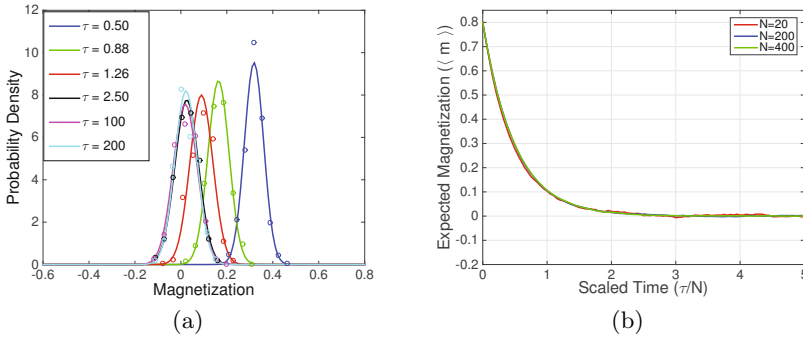 12
10
8
6
4
2
0
Probability Density
τ = 0.50
τ = 0.88
τ = 1.26
τ = 2.50
τ = 100
τ = 200
-0.6 -0.4 -0.2 0 0.2 0.4 0.6 0.8
Magnetization
(a)
0.8
0.7
0.6
0.5
0.4
0.3
0.2
0.1
0
-0.1
-0.2
Expected Magnetization (⟨ m ⟩)
N=20
N=200
N=400
0 1 2 3 4 5
Scaled Time (τ/N)
(b)